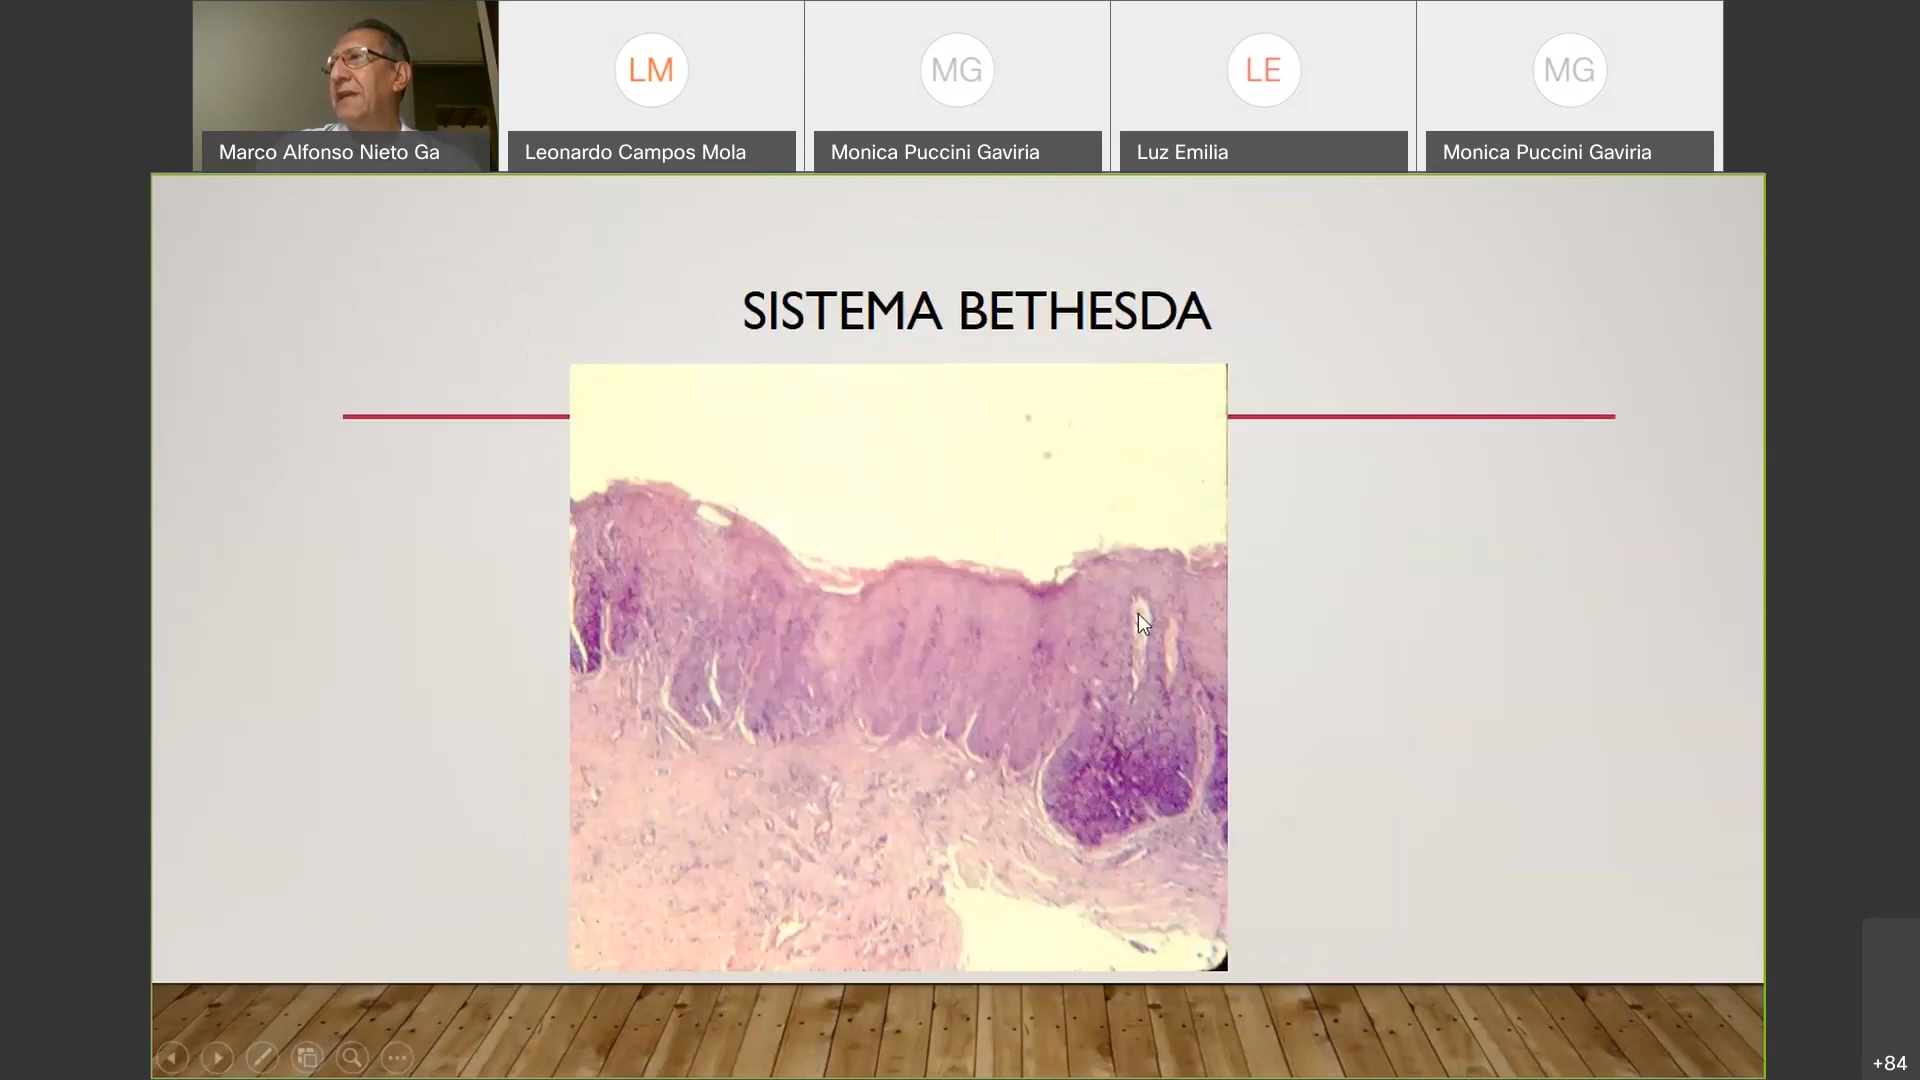 LM
MG
LE
MG
Marco Alfonso Nieto Ga
Leonardo Campos Mola
Monica Puccini Gaviria
Luz Emilia
Monica Puccini Gaviria
SISTEMA BETHESDA
+84